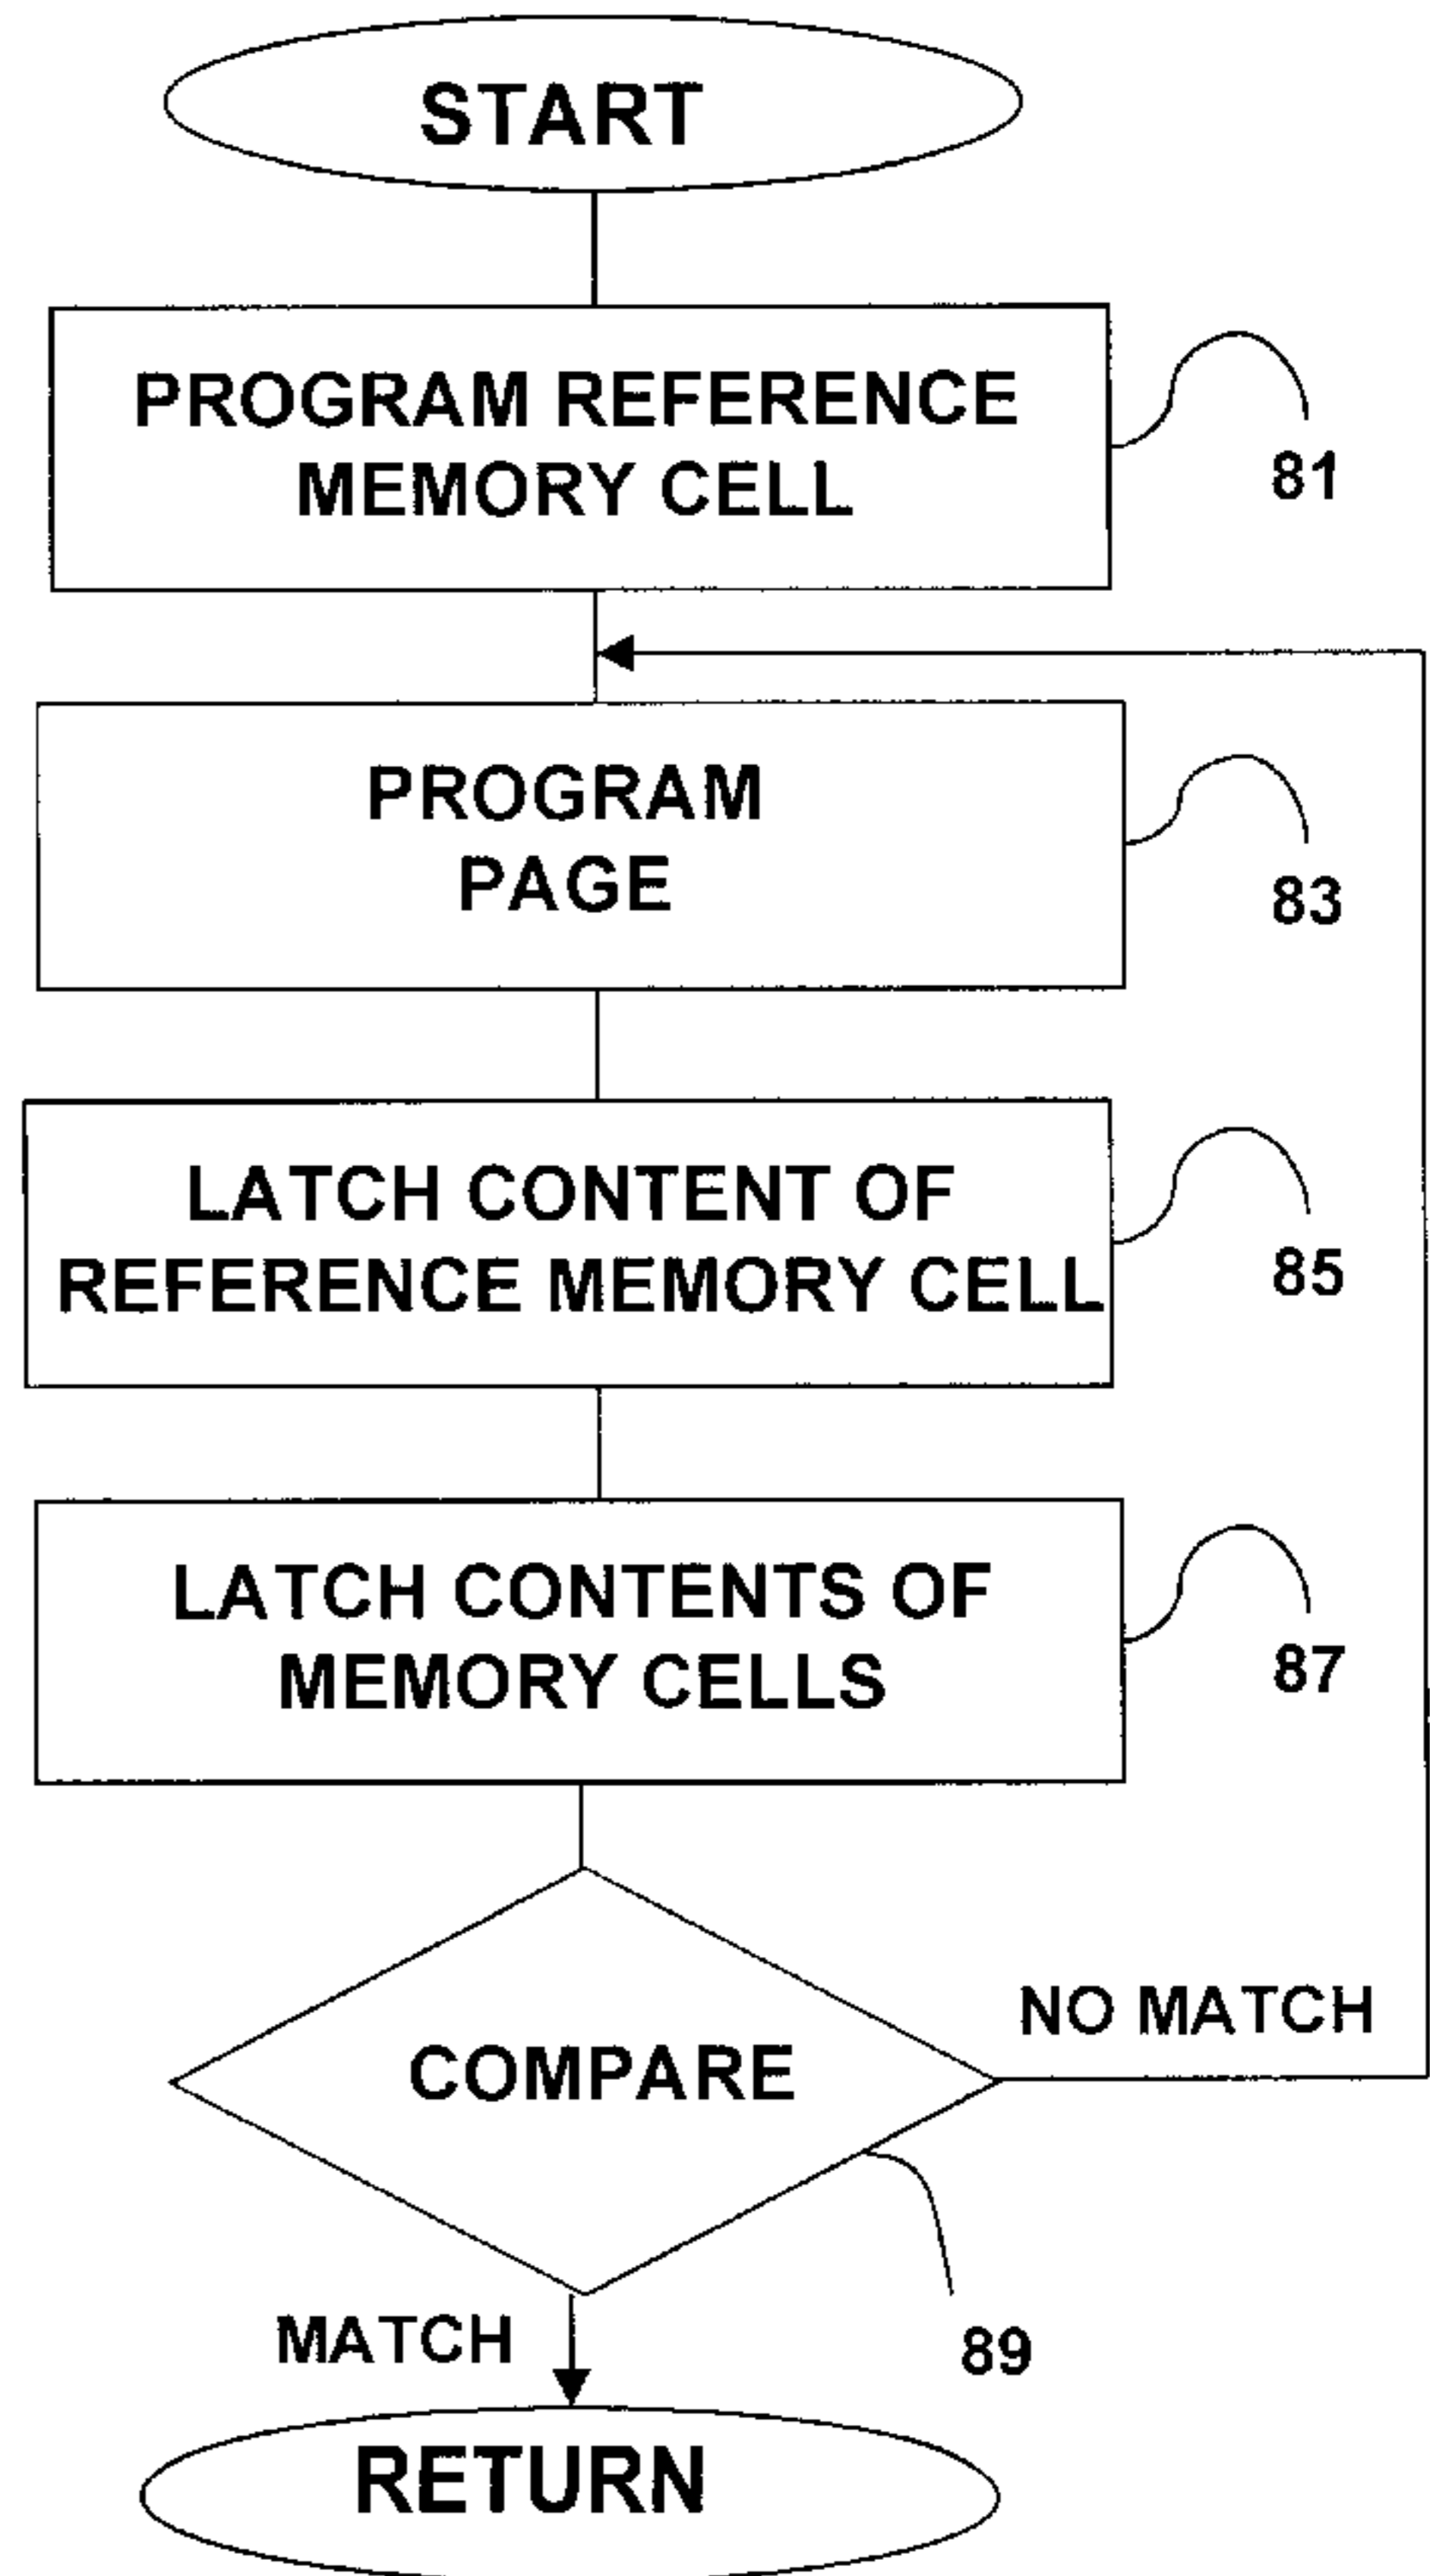 START
PROGRAM REFERENCE
MEMORY CELL
81
PROGRAM
PAGE
83
LATCH CONTENT OF
REFERENCE MEMORY CELL
85
LATCH CONTENTS OF
MEMORY CELLS
87
COMPARE
NO MATCH
89
MATCH
RETURN